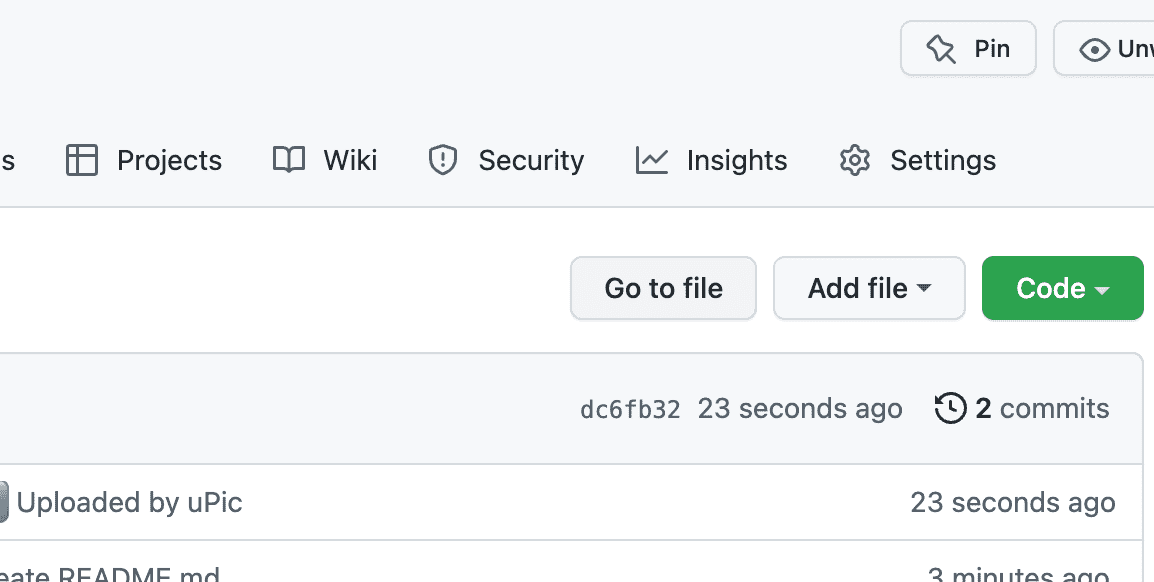 Pin
s Projects Wiki Security Insights Settings
Go to file Add file Code
dc6fb32 23 seconds ago 2 commits
Uploaded by uPic 23 seconds ago
eate README.md 3 minutes ago